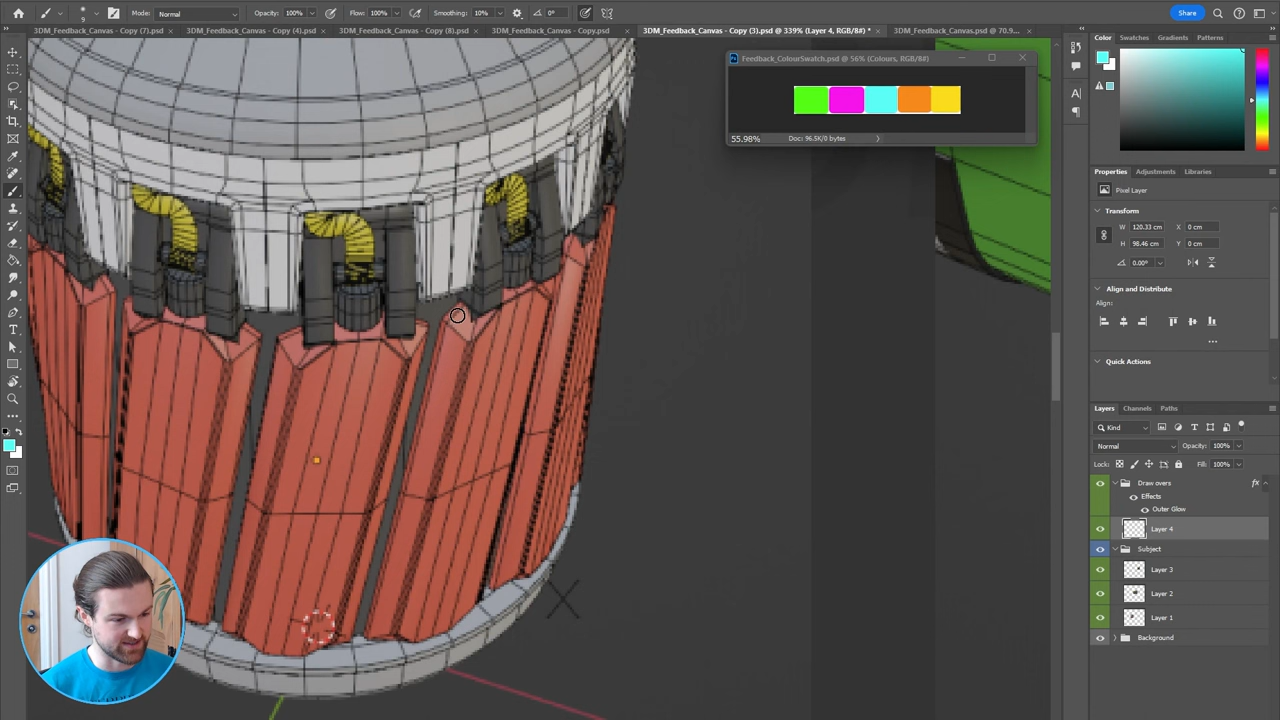 Mode: Normal Opacity: 100% Flow: 100% Smoothing: 10% 0° Share
3DM_Feedback_Canvas - Copy (7).psd × 3DM_Feedback_Canvas - Copy (4).psd × 3DM_Feedback_Canvas - Copy (8).psd × 3DM_Feedback_Canvas - Copy.psd × 3DM_Feedback_Canvas - Copy (3).psd @ 339% (Layer 4, RGB/8#) * × 3DM_Feedback_Canvas.psd @ 70.9... ×
Feedback_ColourSwatch.psd @ 56% (Colours, RGB/8#)
55.98% Doc: 96.5K/0 bytes
Color Swatches Gradients Patterns
Properties Adjustments Libraries
Pixel Layer
Transform
W 120.33 cm X 0 cm
H 98.46 cm Y 0 cm
0.00°
Align and Distribute
Align:
Quick Actions
Layers Channels Paths
Kind
Normal Opacity: 100%
Lock: Fill: 100%
Draw overs fx
Effects
Outer Glow
Layer 4
Subject
Layer 3
Layer 2
Layer 1
Background